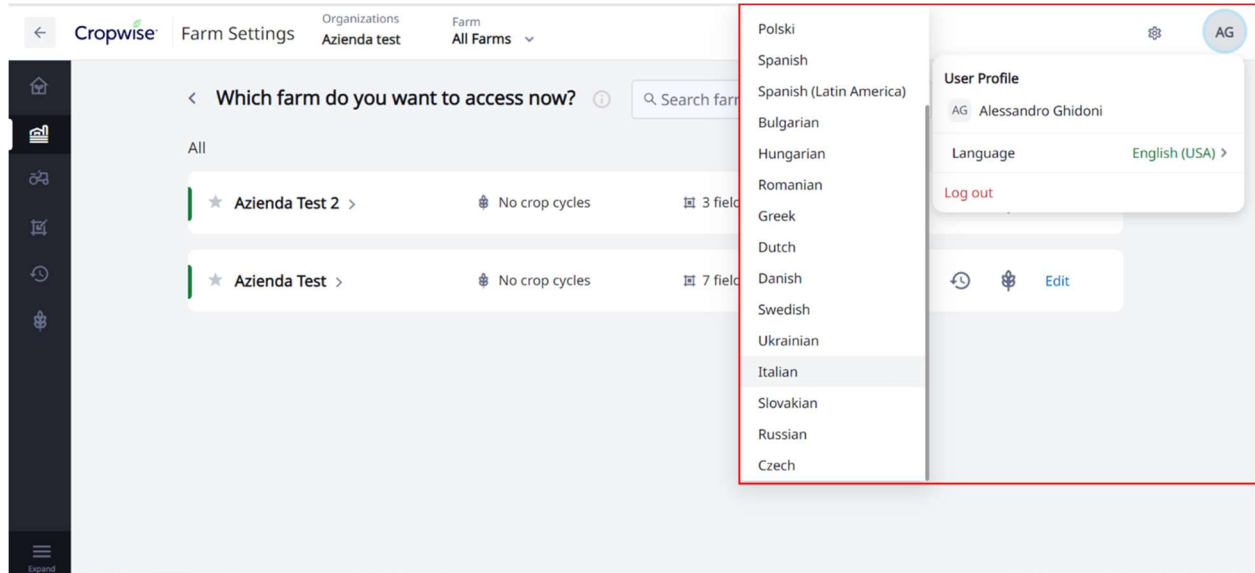 Cropwise
Farm Settings
Organizations
Azienda test
Farm
All Farms
AG
Which farm do you want to access now?
Search farm
All
Azienda Test 2
No crop cycles
3 field
Azienda Test
No crop cycles
7 field
Edit
Polski
Spanish
Spanish (Latin America)
Bulgarian
Hungarian
Romanian
Greek
Dutch
Danish
Swedish
Ukrainian
Italian
Slovakian
Russian
Czech
User Profile
AG Alessandro Ghidoni
Language English (USA)
Log out
Expand